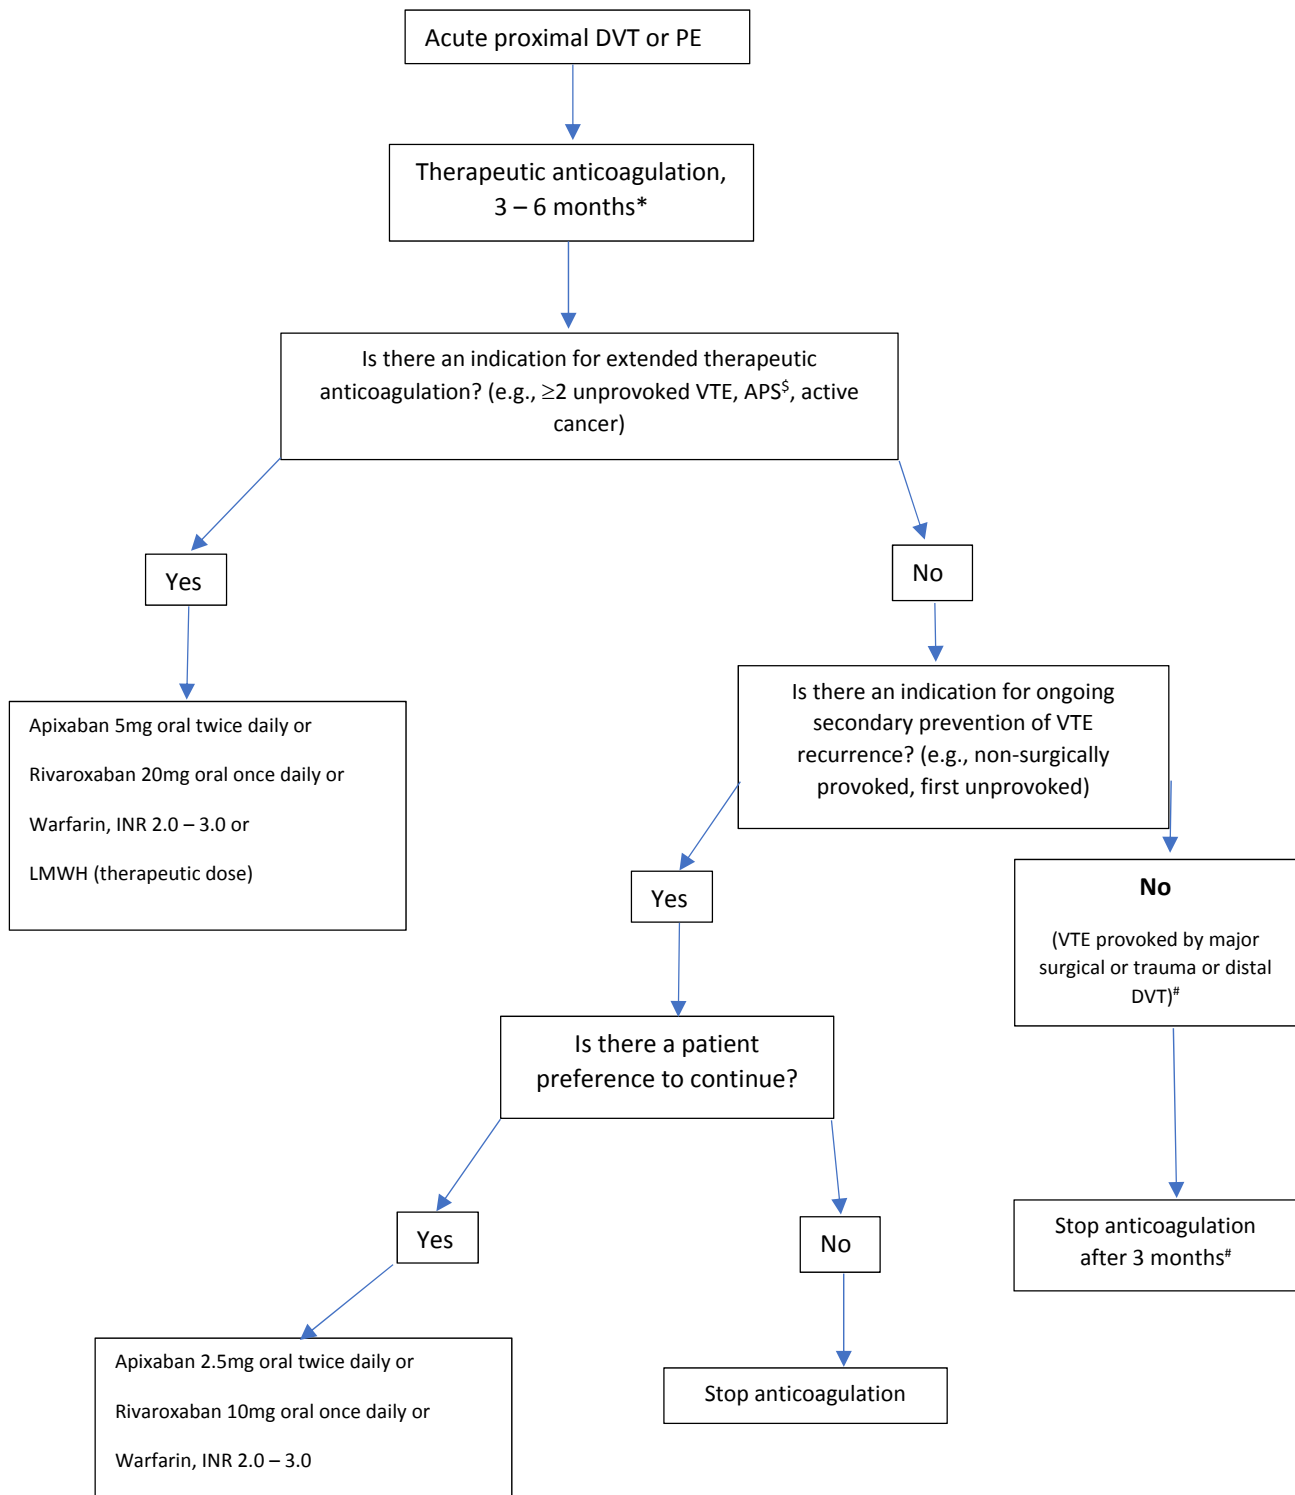 Acute proximal DVT or PE
Therapeutic anticoagulation,
3 – 6 months*
Is there an indication for extended therapeutic
anticoagulation? (e.g., ≥2 unprovoked VTE, APS$, active
cancer)
Yes
No
Apixaban 5mg oral twice daily or
Rivaroxaban 20mg oral once daily or
Warfarin, INR 2.0 – 3.0 or
LMWH (therapeutic dose)
Is there an indication for ongoing
secondary prevention of VTE
recurrence? (e.g., non-surgically
provoked, first unprovoked)
Yes
No
(VTE provoked by major
surgical or trauma or distal
DVT)#
Is there a patient
preference to continue?
Yes
No
Stop anticoagulation
after 3 months#
Apixaban 2.5mg oral twice daily or
Rivaroxaban 10mg oral once daily or
Warfarin, INR 2.0 – 3.0
Stop anticoagulation